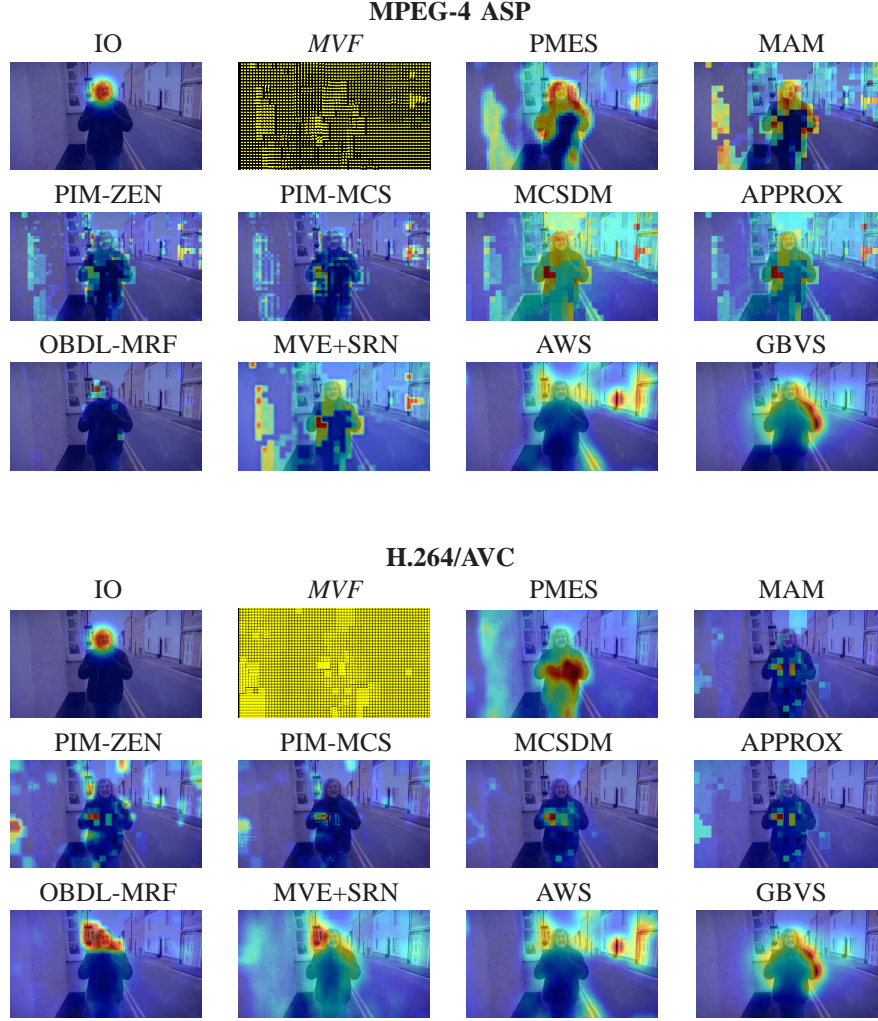 MPEG-4 ASP
IO MVF PMES MAM
PIM-ZEN PIM-MCS MCSDM APPROX
OBDL-MRF MVE+SRN AWS GBVS
H.264/AVC
IO MVF PMES MAM
PIM-ZEN PIM-MCS MCSDM APPROX
OBDL-MRF MVE+SRN AWS GBVS